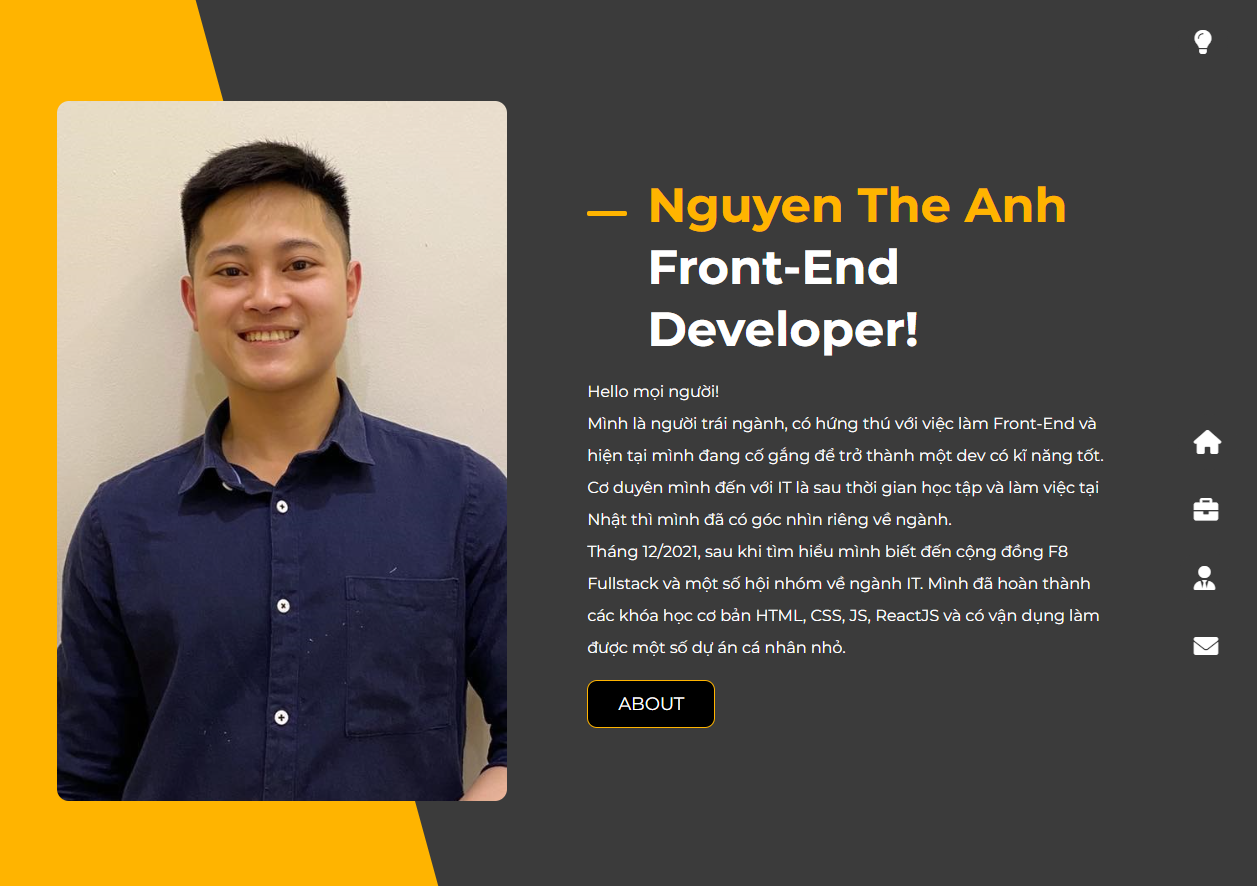 Nguyen The Anh
Front-End
Developer!
Hello mọi người!
Mình là người trái ngành, có hứng thú với việc làm Front-End và
hiện tại mình đang cố gắng để trở thành một dev có kĩ năng tốt.
Cơ duyên mình đến với IT là sau thời gian học tập và làm việc tại
Nhật thì mình đã có góc nhìn riêng về ngành.
Tháng 12/2021, sau khi tìm hiểu mình biết đến cộng đồng F8
Fullstack và một số hội nhóm về ngành IT. Mình đã hoàn thành
các khóa học cơ bản HTML, CSS, JS, ReactJS và có vận dụng làm
được một số dự án cá nhân nhỏ.
ABOUT